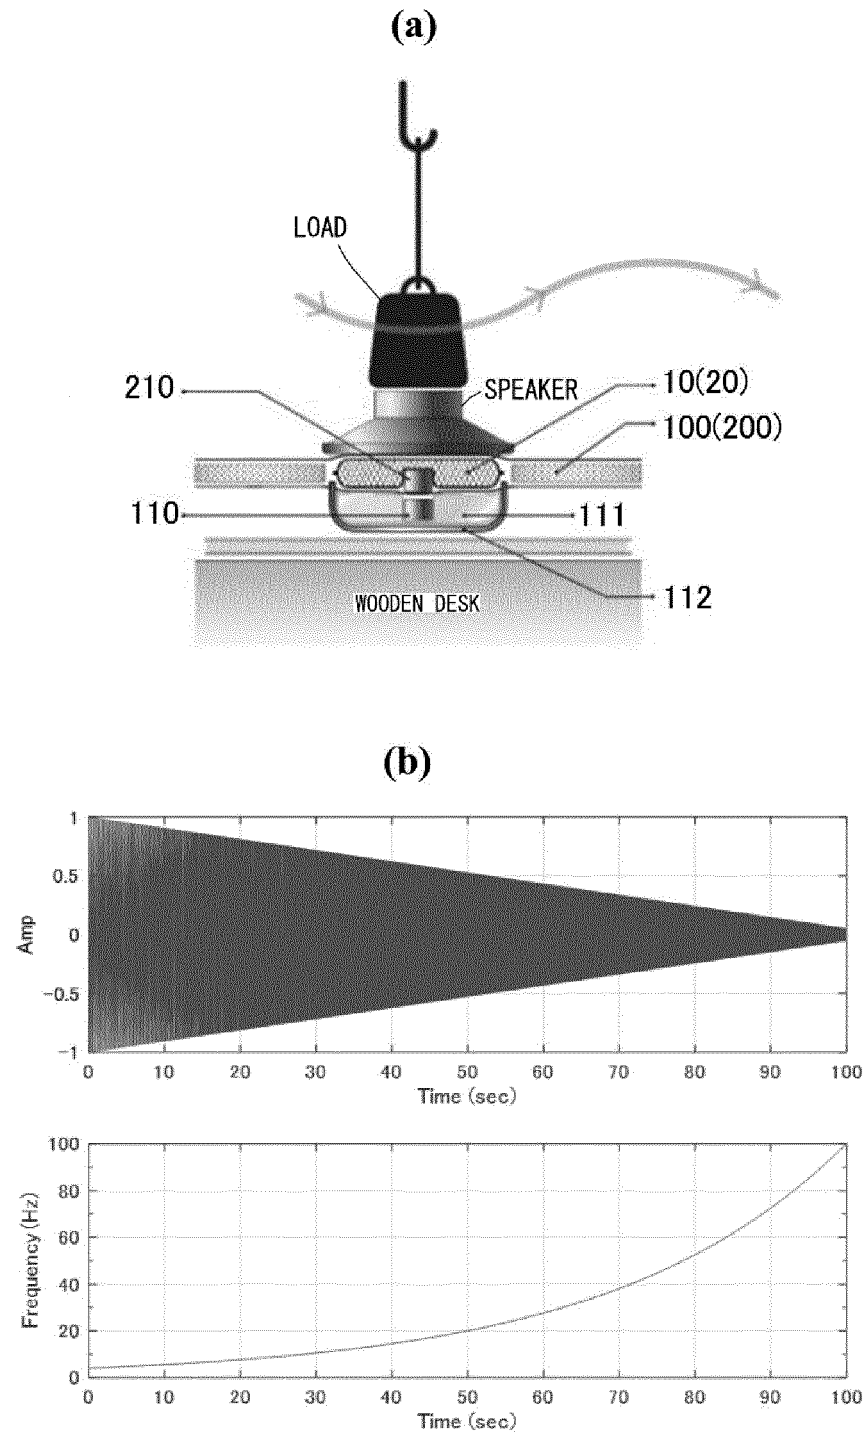 (a)
LOAD
210
SPEAKER
10(20)
100(200)
110
111
WOODEN DESK
112
(b)
1
0.5
0
-0.5
-1
Amp
0 10 20 30 40 50 60 70 80 90 100
Time (sec)
100
80
60
40
20
0
Frequency (Hz)
0 10 20 30 40 50 60 70 80 90 100
Time (sec)